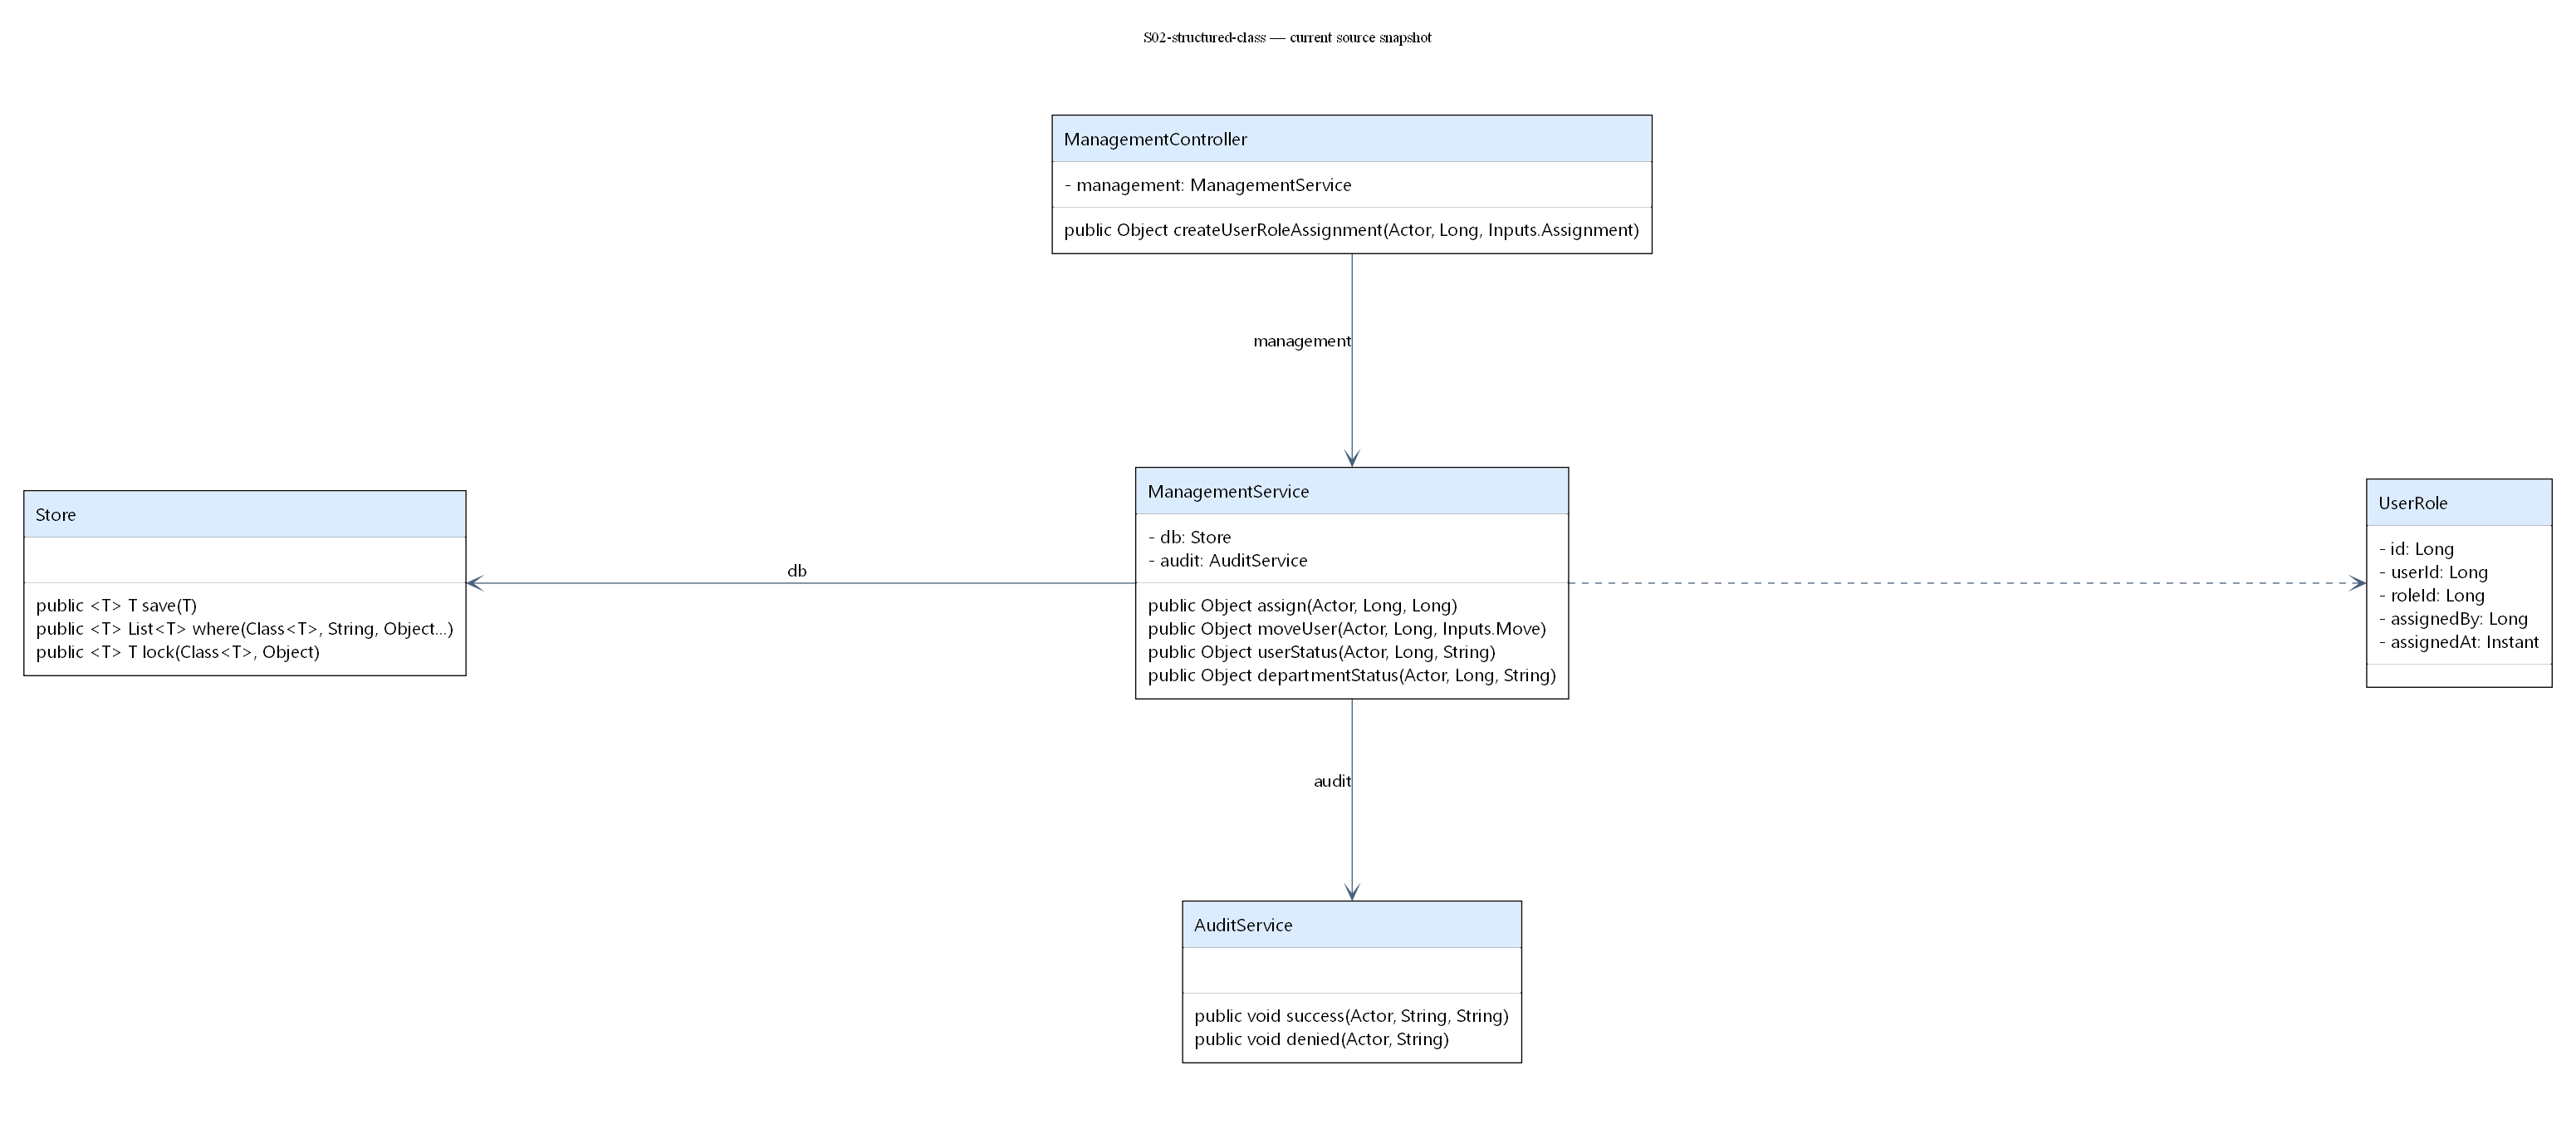 S02-structured-class — current source snapshot
ManagementController
- management: ManagementService
public Object createUserRoleAssignment(Actor, Long, Inputs.Assignment)
management
Store
public <T> T save(T)
public <T> List<T> where(Class<T>, String, Object...)
public <T> T lock(Class<T>, Object)
db
ManagementService
- db: Store
- audit: AuditService
public Object assign(Actor, Long, Long)
public Object moveUser(Actor, Long, Inputs.Move)
public Object userStatus(Actor, Long, String)
public Object departmentStatus(Actor, Long, String)
UserRole
- id: Long
- userId: Long
- roleId: Long
- assignedBy: Long
- assignedAt: Instant
audit
AuditService
public void success(Actor, String, String)
public void denied(Actor, String)